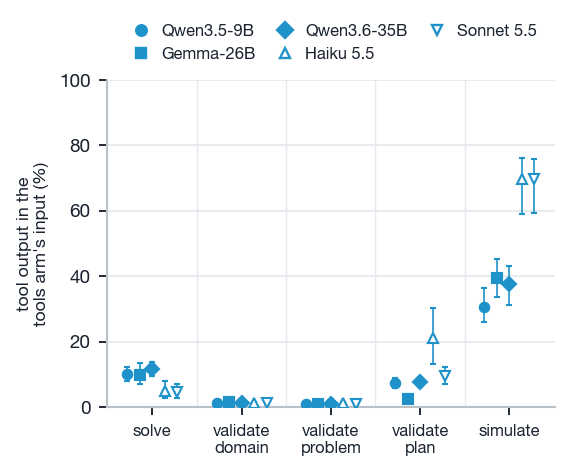 Qwen3.5-9B
Qwen3.6-35B
Sonnet 5.5
Gemma-26B
Haiku 5.5
tool output in the
tools arm's input (%)
100
80
60
40
20
0
solve
validate
domain
validate
problem
validate
plan
simulate